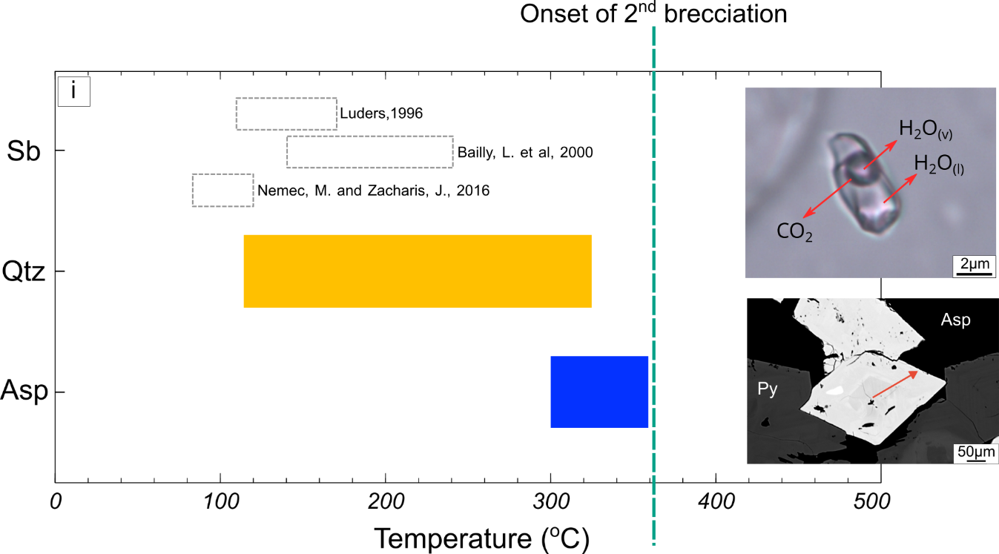 Onset of 2nd brecciation
i
Luders,1996
Sb
Bailly, L. et al, 2000
Nemec, M. and Zacharis, J., 2016
Qtz
Asp
0
100
200
300
400
500
Temperature (oC)
H2O(v)
H2O(l)
CO2
2µm
Asp
Py
50µm